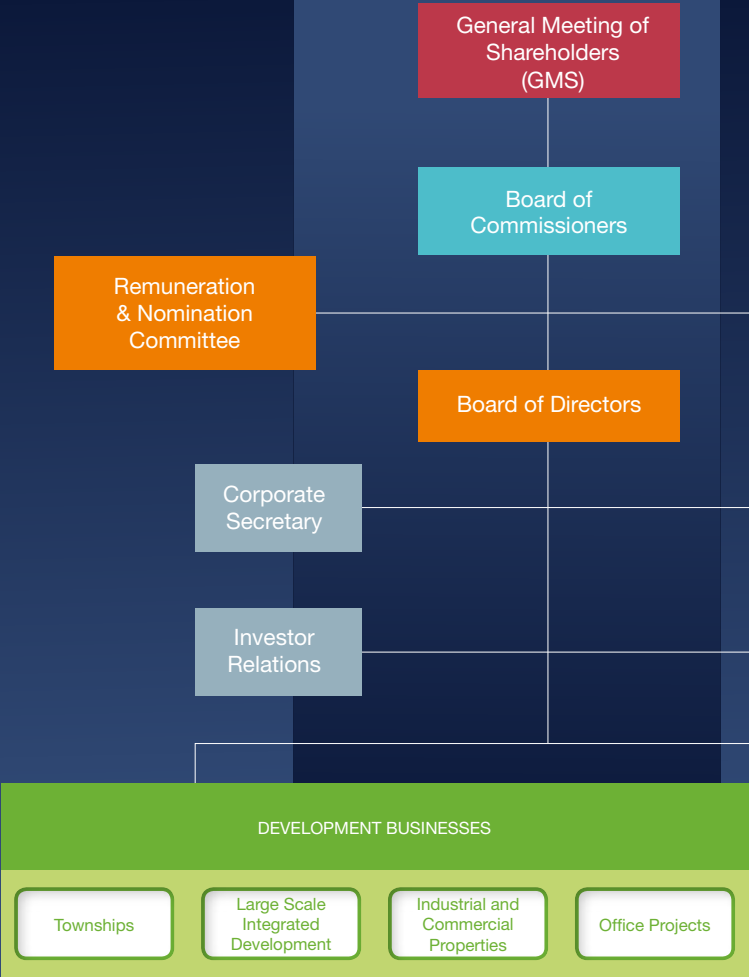 General Meeting of
Shareholders
(GMS)
Board of
Commissioners
Remuneration
& Nomination
Committee
Board of Directors
Corporate
Secretary
Investor
Relations
DEVELOPMENT BUSINESSES
Townships
Large Scale
Integrated
Development
Industrial and
Commercial
Properties
Office Projects